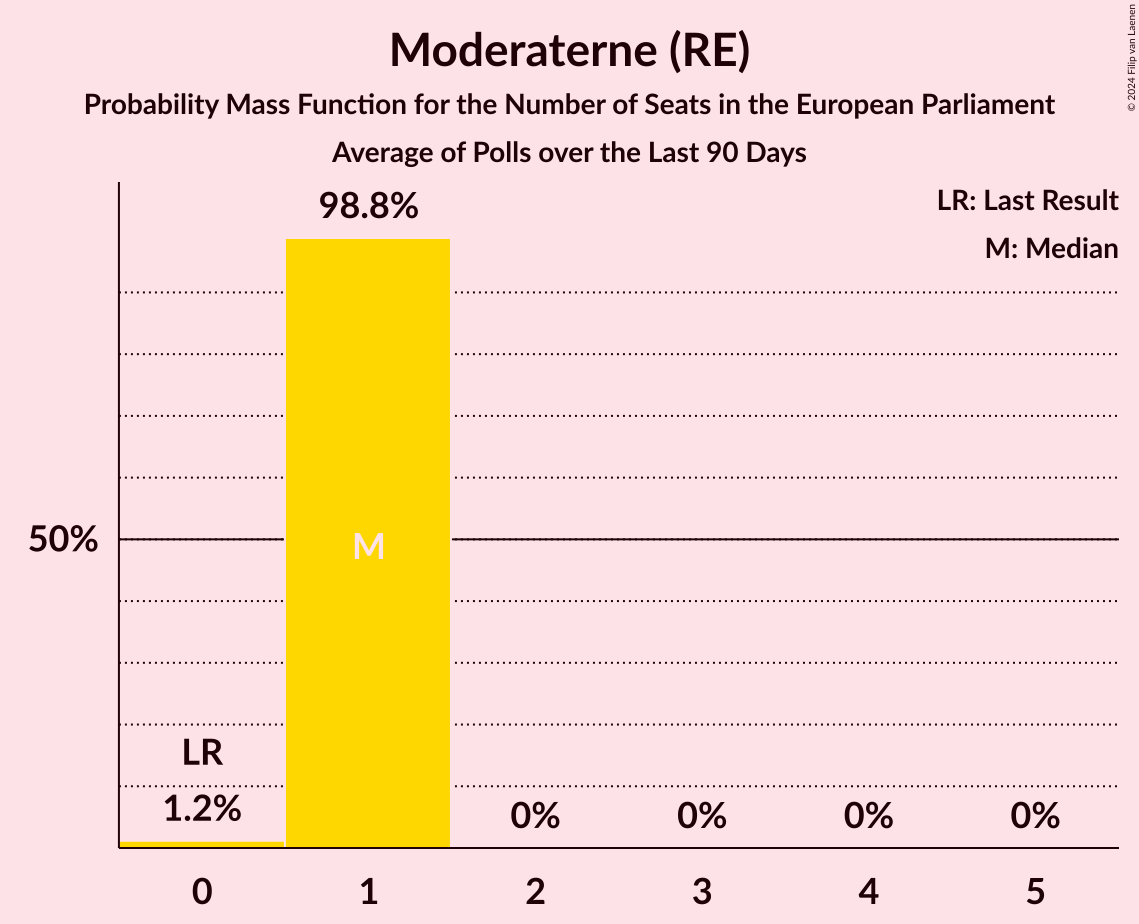 Moderaterne (RE)
Probability Mass Function for the Number of Seats in the European Parliament
Average of Polls over the Last 90 Days
© 2024 Filip van Laenen
LR: Last Result
M: Median
98.8%
50%
M
LR
1.2%
0%
0%
0%
0%
0
1
2
3
4
5